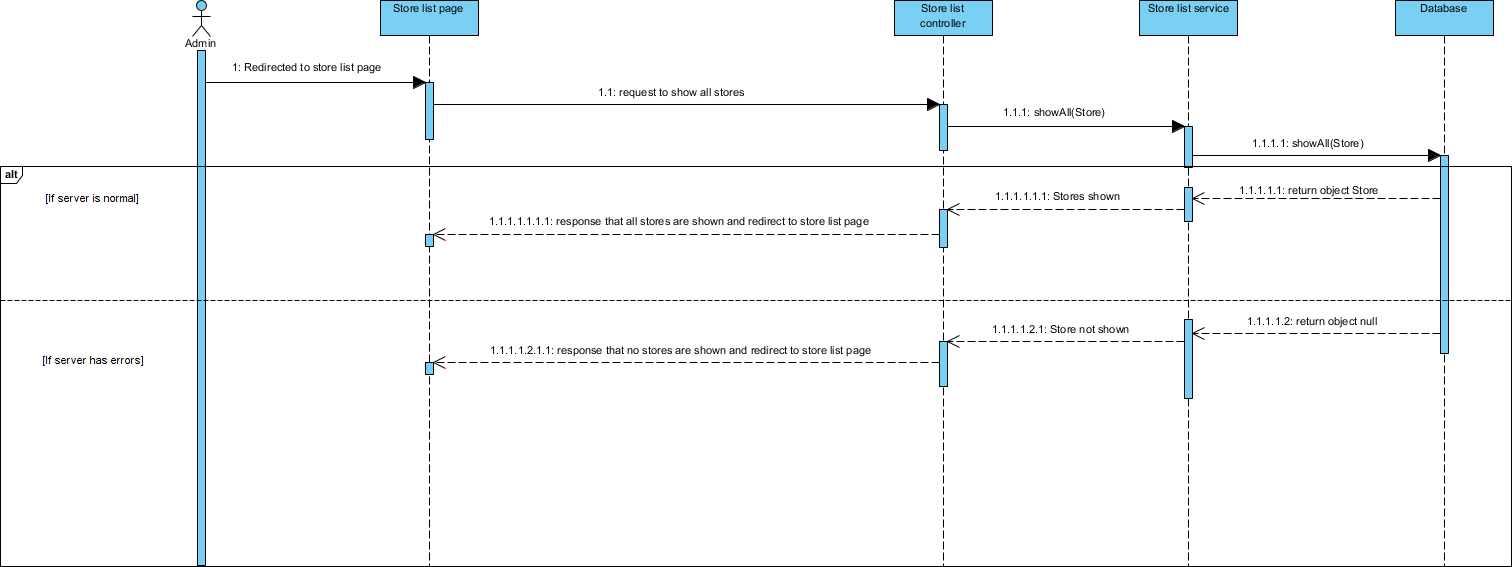 Store list page
Store list
controller
Store list service
Database
Admin
1: Redirected to store list page
1.1: request to show all stores
1.1.1: showAll(Store)
1.1.1.1: showAll(Store)
alt
[If server is normal]
1.1.1.1.1: return object Store
1.1.1.1.1.1: Stores shown
1.1.1.1.1.1.1: response that all stores are shown and redirect to store list page
1.1.1.1.2: return object null
1.1.1.1.2.1: Store not shown
1.1.1.1.2.1.1: response that no stores are shown and redirect to store list page
[If server has errors]